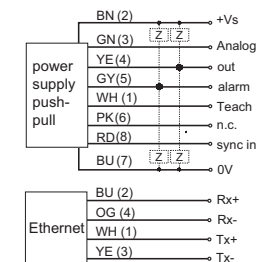 BN (2) +Vs
Z Z
GN(3) Analog
YE(4) out
GY(5) alarm
WH (1) Teach
PK(6) n.c.
RD(8) sync in
power
supply
push-
pull
Z Z
BU(7) 0V
BU (2) Rx+
OG (4) Rx-
Ethernet
WH (1) Tx+
YE (3) Tx-